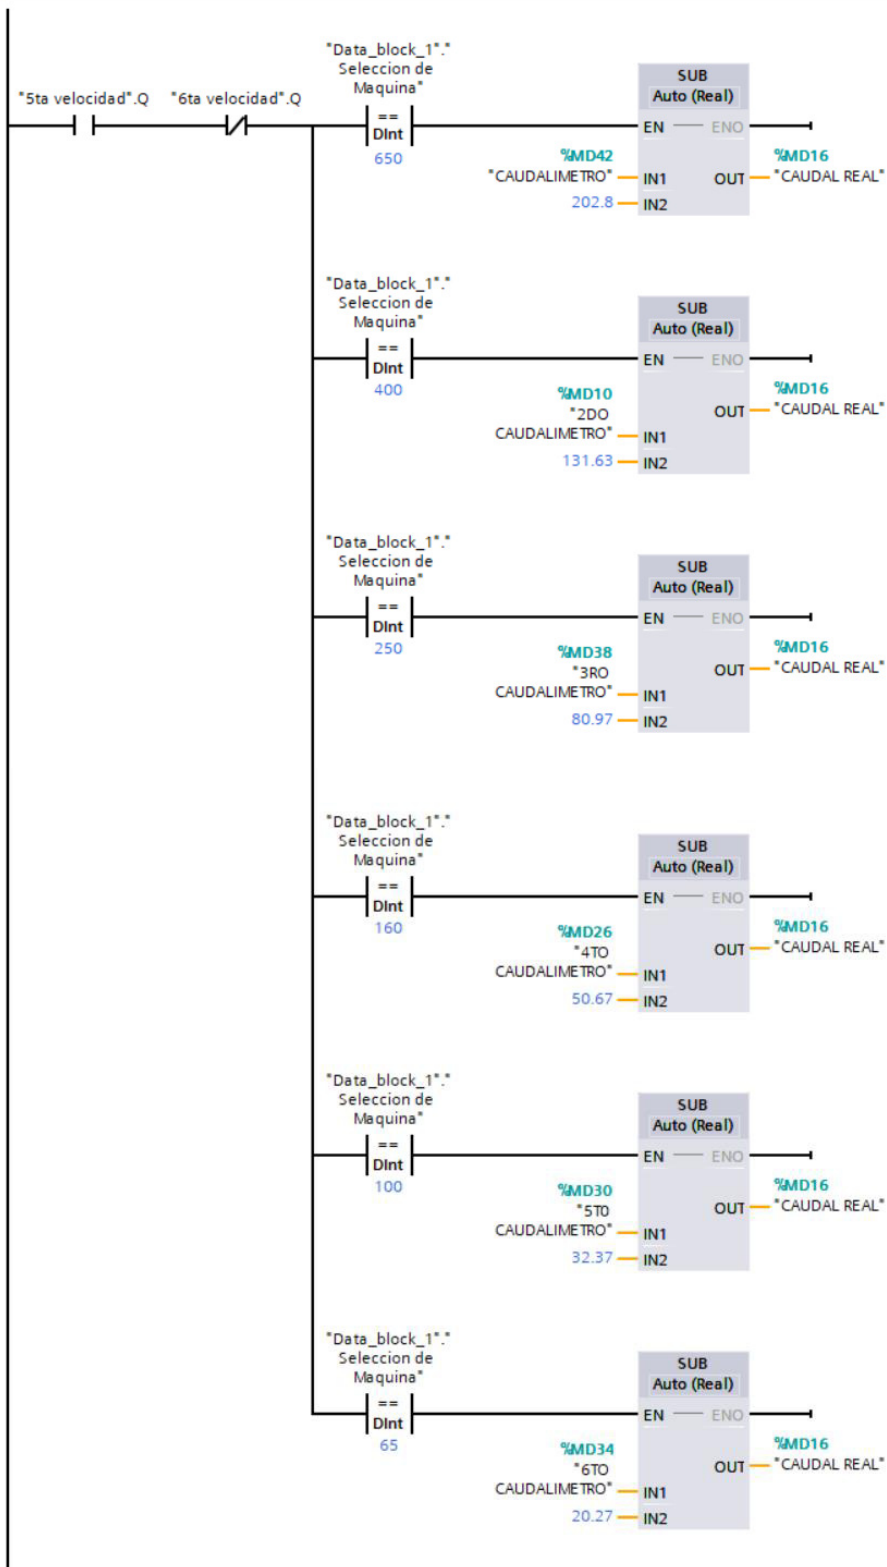 "Data_block_1"."
Seleccion de
Maquina"
"5ta velocidad".Q
"6ta velocidad".Q
==
DInt
650
SUB
Auto (Real)
EN
ENO
%MD42
"CAUDALIMETRO"
IN1
202.8
IN2
OUT
%MD16
"CAUDAL REAL"
"Data_block_1"."
Seleccion de
Maquina"
==
DInt
400
SUB
Auto (Real)
EN
ENO
%MD10
"2DO
CAUDALIMETRO"
IN1
131.63
IN2
OUT
%MD16
"CAUDAL REAL"
"Data_block_1"."
Seleccion de
Maquina"
==
DInt
250
SUB
Auto (Real)
EN
ENO
%MD38
"3RO
CAUDALIMETRO"
IN1
80.97
IN2
OUT
%MD16
"CAUDAL REAL"
"Data_block_1"."
Seleccion de
Maquina"
==
DInt
160
SUB
Auto (Real)
EN
ENO
%MD26
"4TO
CAUDALIMETRO"
IN1
50.67
IN2
OUT
%MD16
"CAUDAL REAL"
"Data_block_1"."
Seleccion de
Maquina"
==
DInt
100
SUB
Auto (Real)
EN
ENO
%MD30
"5T0
CAUDALIMETRO"
IN1
32.37
IN2
OUT
%MD16
"CAUDAL REAL"
"Data_block_1"."
Seleccion de
Maquina"
==
DInt
65
SUB
Auto (Real)
EN
ENO
%MD34
"6TO
CAUDALIMETRO"
IN1
20.27
IN2
OUT
%MD16
"CAUDAL REAL"